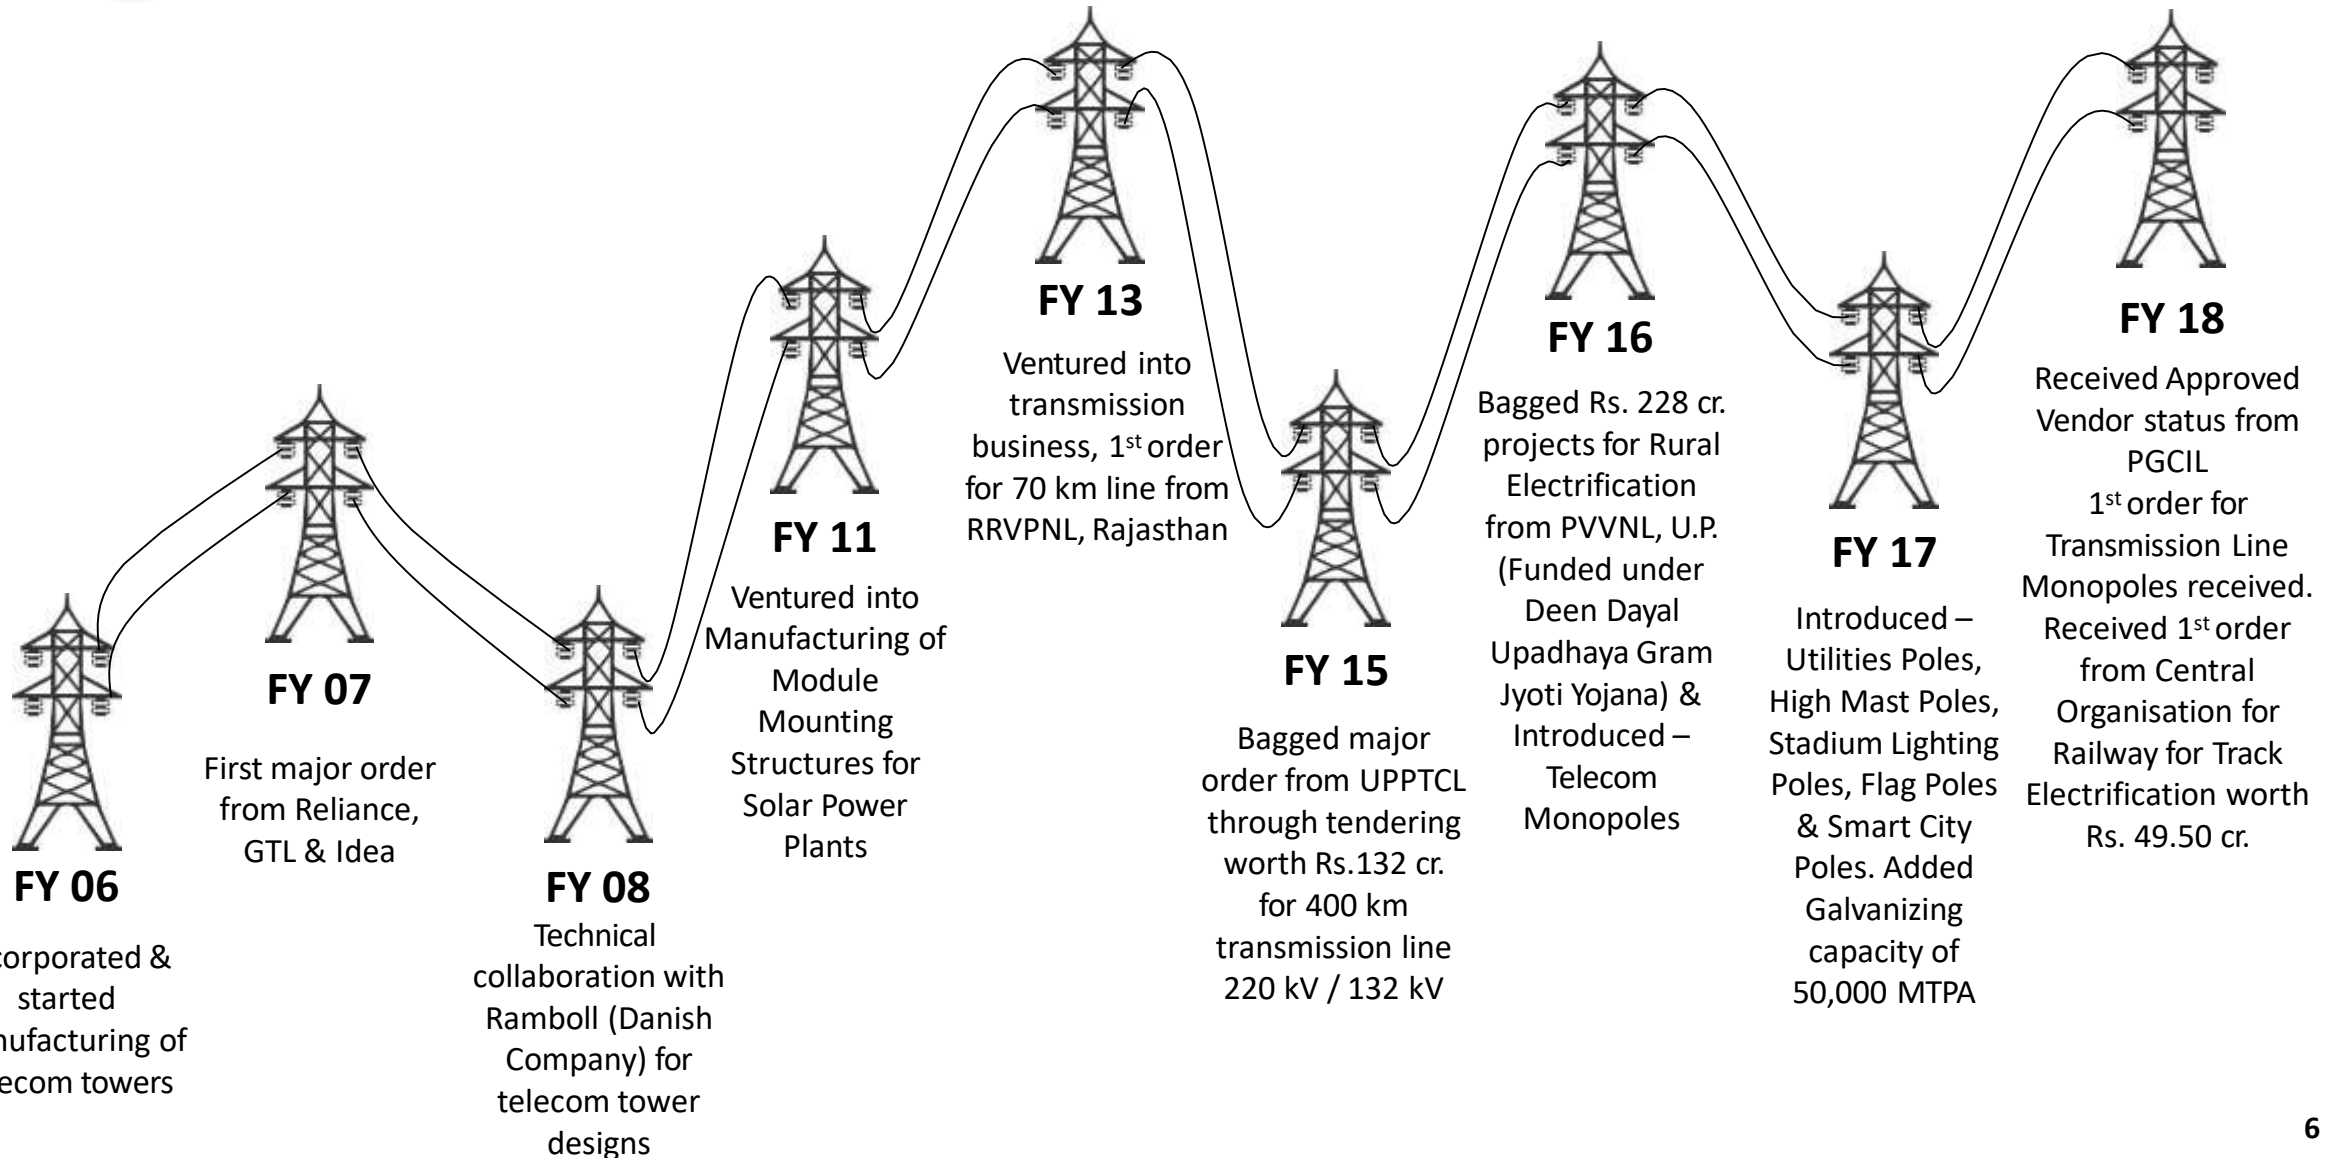 FY 06
corporated &
started
nufacturing of
ecom towers
FY 07
First major order
from Reliance,
GTL & Idea
FY 08
Technical
collaboration with
Ramboll (Danish
Company) for
telecom tower
designs
FY 11
Ventured into
Manufacturing of
Module
Mounting
Structures for
Solar Power
Plants
FY 13
Ventured into
transmission
business, 1st order
for 70 km line from
RRVPNL, Rajasthan
FY 15
Bagged major
order from UPPTCL
through tendering
worth Rs.132 cr.
for 400 km
transmission line
220 kV / 132 kV
FY 16
Bagged Rs. 228 cr.
projects for Rural
Electrification
from PVVNL, U.P.
(Funded under
Deen Dayal
Upadhaya Gram
Jyoti Yojana) &
Introduced –
Telecom
Monopoles
FY 17
Introduced –
Utilities Poles,
High Mast Poles,
Stadium Lighting
Poles, Flag Poles
& Smart City
Poles. Added
Galvanizing
capacity of
50,000 MTPA
FY 18
Received Approved
Vendor status from
PGCIL
1st order for
Transmission Line
Monopoles received.
Received 1st order
from Central
Organisation for
Railway for Track
Electrification worth
Rs. 49.50 cr.
6